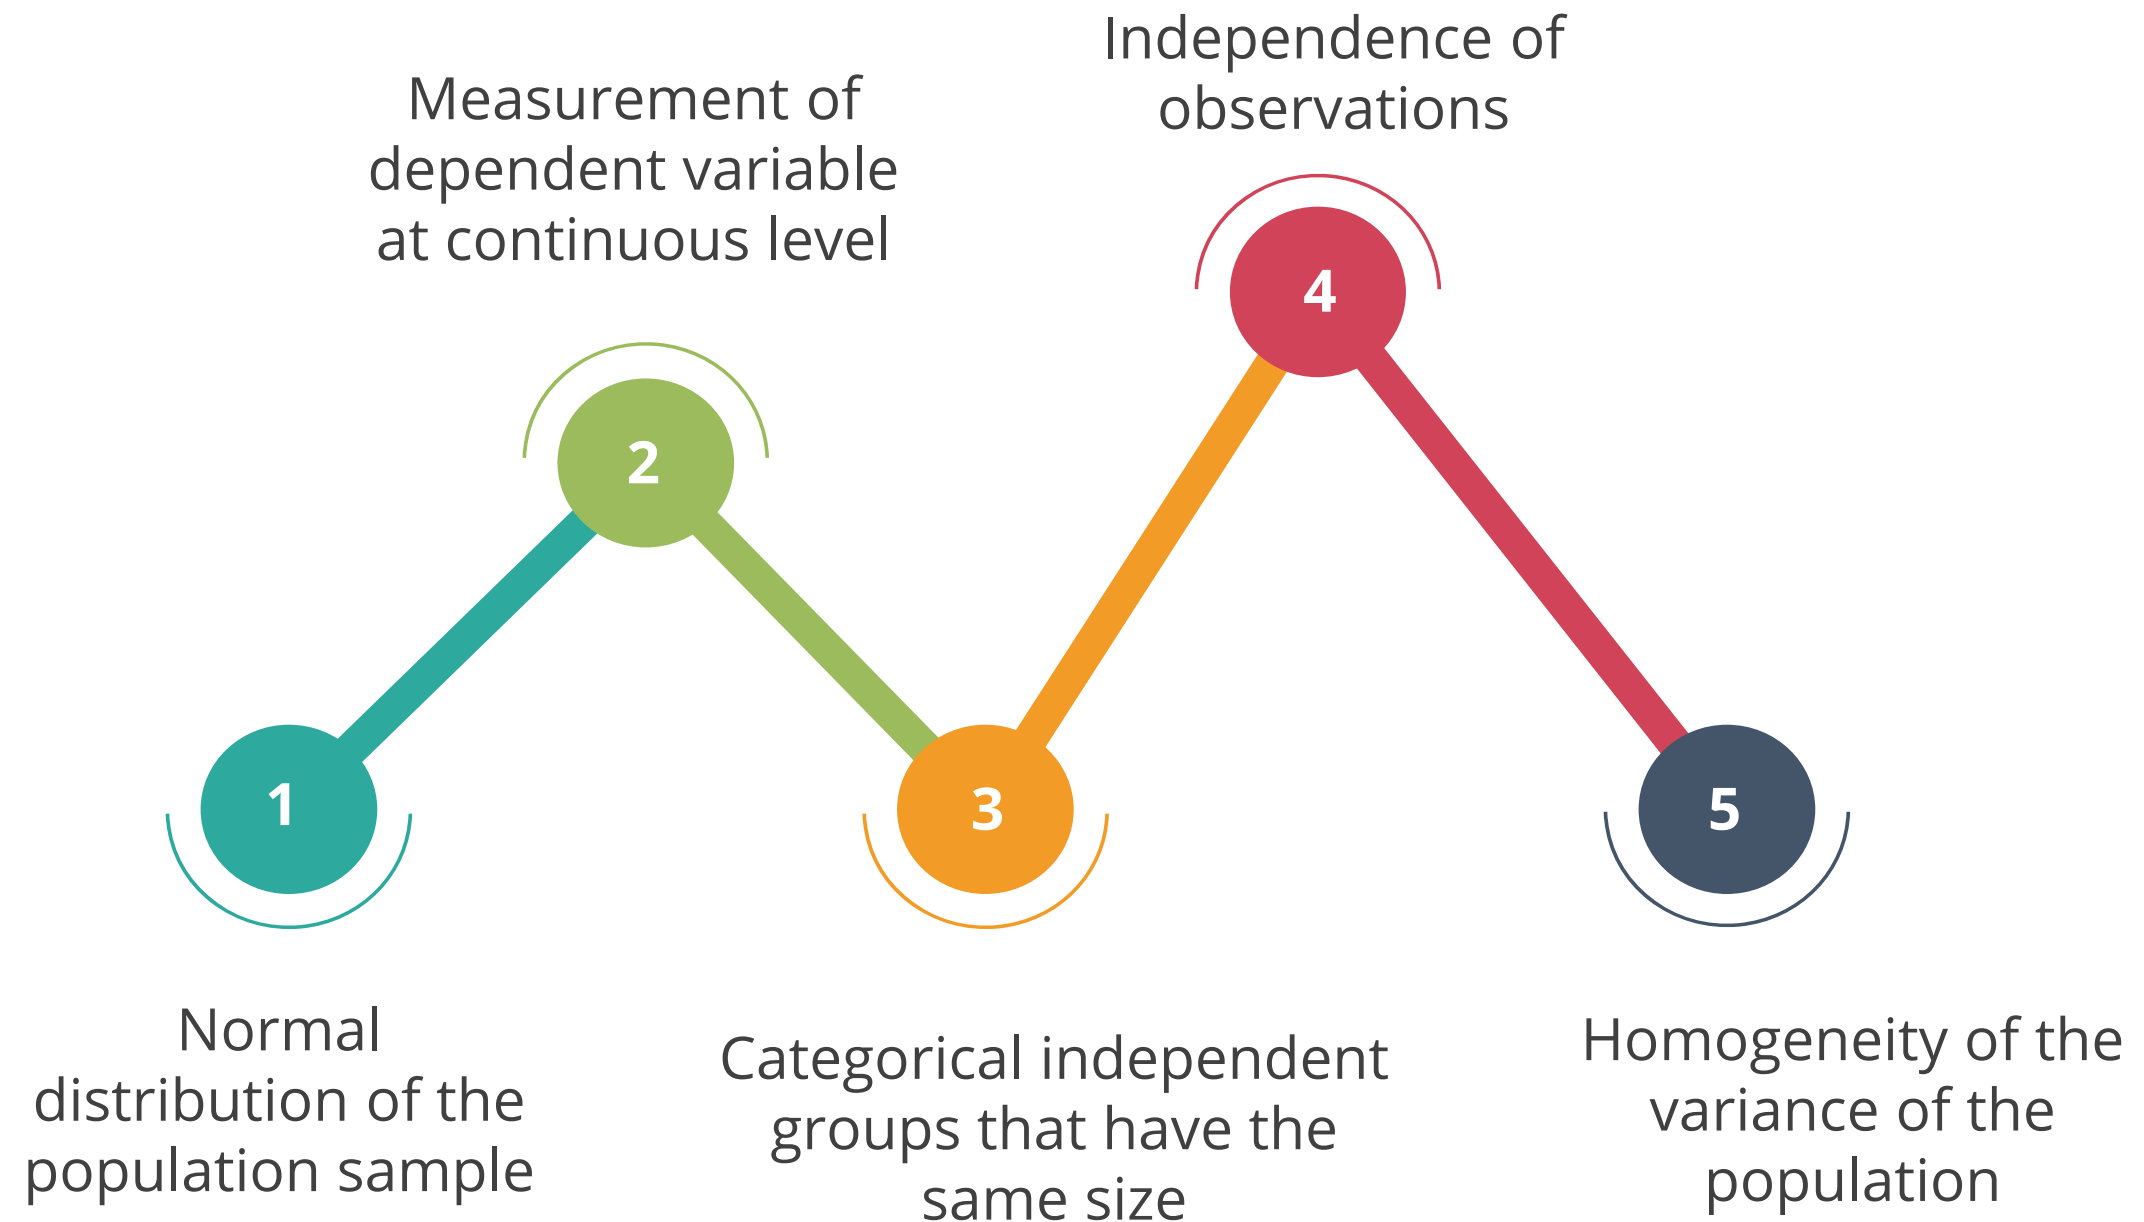 1
Normal
distribution of the
population sample
2
Measurement of
dependent variable
at continuous level
3
Categorical independent
groups that have the
same size
4
Independence of
observations
5
Homogeneity of the
variance of the
population